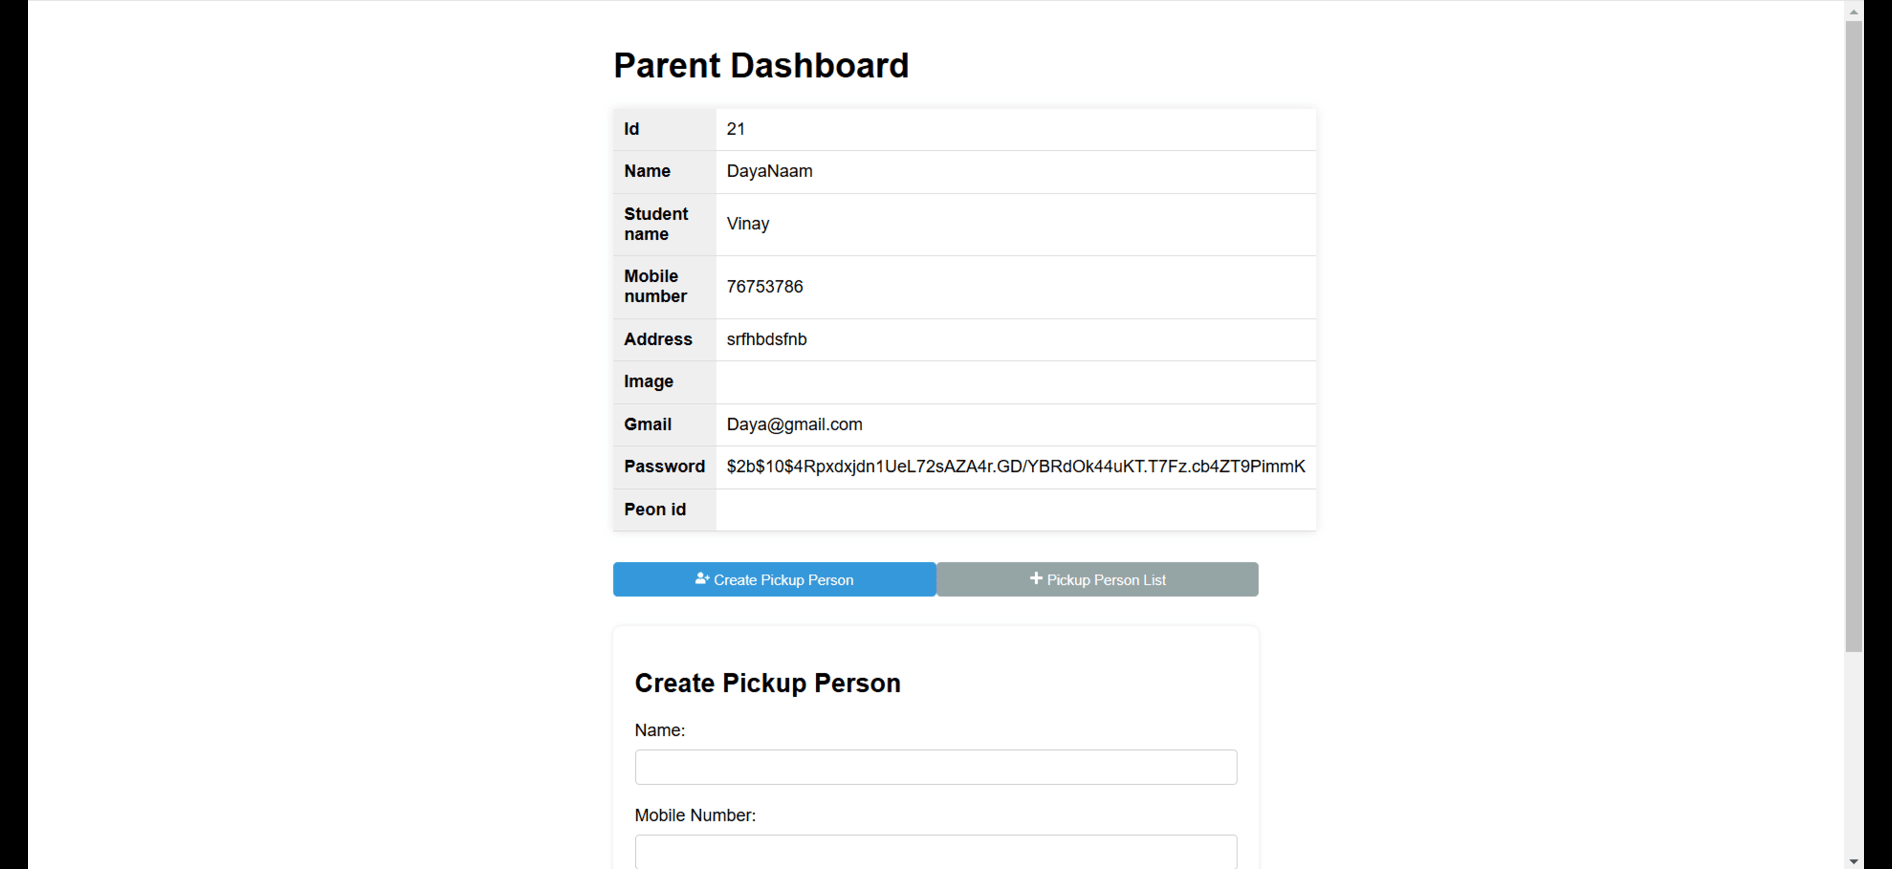 Parent Dashboard
Id 21
Name DayaNaam
Student
name
Vinay
Mobile
number
76753786
Address srfhbdsfnb
Image
Gmail Daya@gmail.com
Password $2b$10$4Rpxdxjdn1UeL72sAZA4r.GD/YBRdOk44uKT.T7Fz.cb4ZT9PimmK
Peon id
Create Pickup Person
Pickup Person List
Create Pickup Person
Name:
Mobile Number: